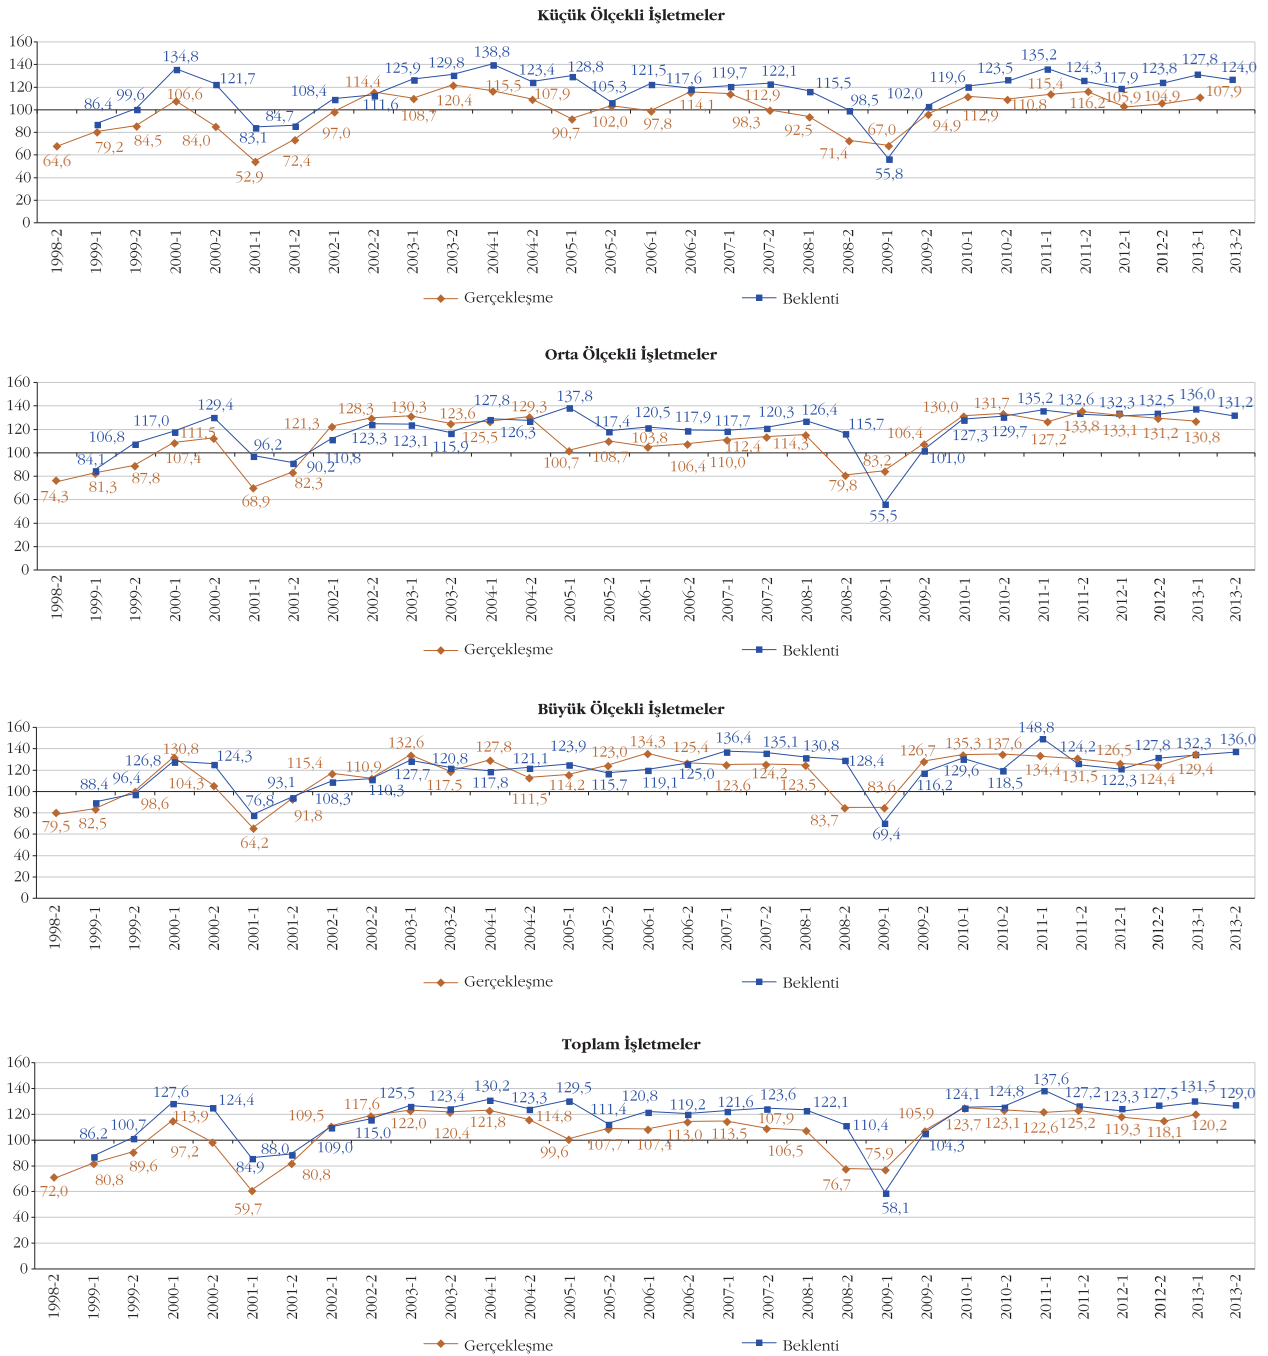 Küçük Ölçekli İşletmeler
160
140
120
100
80
60
40
20
0
64,6 79,2 84,5 106,6 84,0 52,9 72,4 97,0 114,4 108,7 120,4 115,5 107,9 90,7 102,0 97,8 114,1 112,9 98,3 92,5 71,4 67,0 94,9 112,9 110,8 115,4 116,2 105,9 104,9 107,9
86,4 99,6 134,8 121,7 83,1 84,7 108,4 111,6 125,9 129,8 138,8 123,4 128,8 105,3 121,5 117,6 119,7 122,1 115,5 98,5 55,8 102,0 119,6 123,5 135,2 124,3 117,9 123,8 127,8 124,0
1998-2 1999-1 1999-2 2000-1 2000-2 2001-1 2001-2 2002-1 2002-2 2003-1 2003-2 2004-1 2004-2 2005-1 2005-2 2006-1 2006-2 2007-1 2007-2 2008-1 2008-2 2009-1 2009-2 2010-1 2010-2 2011-1 2011-2 2012-1 2012-2 2013-1 2013-2
Gerçekleşme Beklenti
Orta Ölçekli İşletmeler
160
140
120
100
80
60
40
20
0
74,3 81,3 87,8 107,4 111,5 68,9 82,3 121,3 128,3 130,3 123,6 125,5 129,3 100,7 108,7 103,8 106,4 110,0 112,4 114,3 79,8 83,2 106,4 130,0 131,7 127,2 133,8 133,1 131,2 130,8
84,1 106,8 117,0 129,4 96,2 90,2 110,8 123,3 123,1 115,9 127,8 126,3 137,8 117,4 120,5 117,9 117,7 120,3 126,4 115,7 55,5 101,0 127,3 129,7 135,2 132,6 132,3 132,5 136,0 131,2
1998-2 1999-1 1999-2 2000-1 2000-2 2001-1 2001-2 2002-1 2002-2 2003-1 2003-2 2004-1 2004-2 2005-1 2005-2 2006-1 2006-2 2007-1 2007-2 2008-1 2008-2 2009-1 2009-2 2010-1 2010-2 2011-1 2011-2 2012-1 2012-2 2013-1 2013-2
Gerçekleşme Beklenti
Büyük Ölçekli İşletmeler
160
140
120
100
80
60
40
20
0
79,5 82,5 98,6 130,8 104,3 64,2 91,8 115,4 110,9 132,6 117,5 127,8 111,5 114,2 123,0 134,3 125,4 123,6 124,2 123,5 83,7 83,6 126,7 135,3 137,6 134,4 131,5 126,5 124,4 129,4
88,4 96,4 126,8 124,3 76,8 93,1 108,3 110,3 127,7 120,8 117,8 121,1 123,9 115,7 119,1 125,0 136,4 135,1 130,8 128,4 69,4 116,2 129,6 118,5 148,8 124,2 122,3 127,8 132,3 136,0
1998-2 1999-1 1999-2 2000-1 2000-2 2001-1 2001-2 2002-1 2002-2 2003-1 2003-2 2004-1 2004-2 2005-1 2005-2 2006-1 2006-2 2007-1 2007-2 2008-1 2008-2 2009-1 2009-2 2010-1 2010-2 2011-1 2011-2 2012-1 2012-2 2013-1 2013-2
Gerçekleşme Beklenti
Toplam İşletmeler
160
140
120
100
80
60
40
20
0
72,0 80,8 89,6 113,9 97,2 59,7 80,8 109,5 117,6 122,0 120,4 121,8 114,8 99,6 107,7 107,4 113,0 113,5 107,9 106,5 76,7 75,9 105,9 123,7 123,1 122,6 125,2 119,3 118,1 120,2
86,2 100,7 127,6 124,4 84,9 88,0 109,0 115,0 125,5 123,4 130,2 123,3 129,5 111,4 120,8 119,2 121,6 123,6 122,1 110,4 58,1 104,3 124,1 124,8 137,6 127,2 123,3 127,5 131,5 129,0
1998-2 1999-1 1999-2 2000-1 2000-2 2001-1 2001-2 2002-1 2002-2 2003-1 2003-2 2004-1 2004-2 2005-1 2005-2 2006-1 2006-2 2007-1 2007-2 2008-1 2008-2 2009-1 2009-2 2010-1 2010-2 2011-1 2011-2 2012-1 2012-2 2013-1 2013-2
Gerçekleşme Beklenti